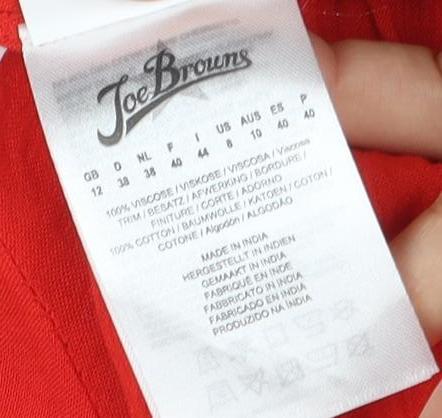 Joe Browns
GB D NL F I US AUS ES P
12 38 38 40 44 8 10 40 40
100% VISCOSE / VISKOSE / VISCOSA / Viscose
TRIM / BESATZ / AFWERKING / BORDURE /
FINITURE / CORTE / ADORNO
100% COTTON / BAUMWOLLE / KATOEN / COTON /
COTONE / Algodón / ALGODÃO
MADE IN INDIA
HERGESTELLT IN INDIEN
GEMAAKT IN INDIA
FABRIQUÉ EN INDE
FABBRICATO IN INDIA
FABRICADO EN INDIA
PRODUZIDO NA ÍNDIA